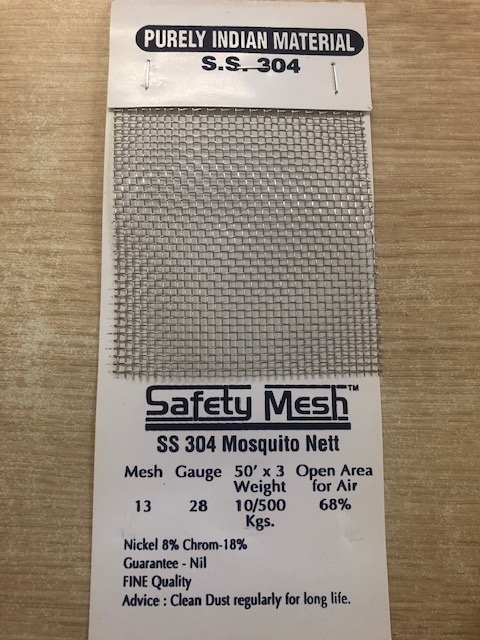 PURELY INDIAN MATERIAL
S.S. 304
Safety Mesh™
SS 304 Mosquito Nett
Mesh Gauge 50' x 3 Open Area
Weight for Air
13 28 10/500 68%
Kgs.
Nickel 8% Chrom-18%
Guarantee - Nil
FINE Quality
Advice : Clean Dust regularly for long life.